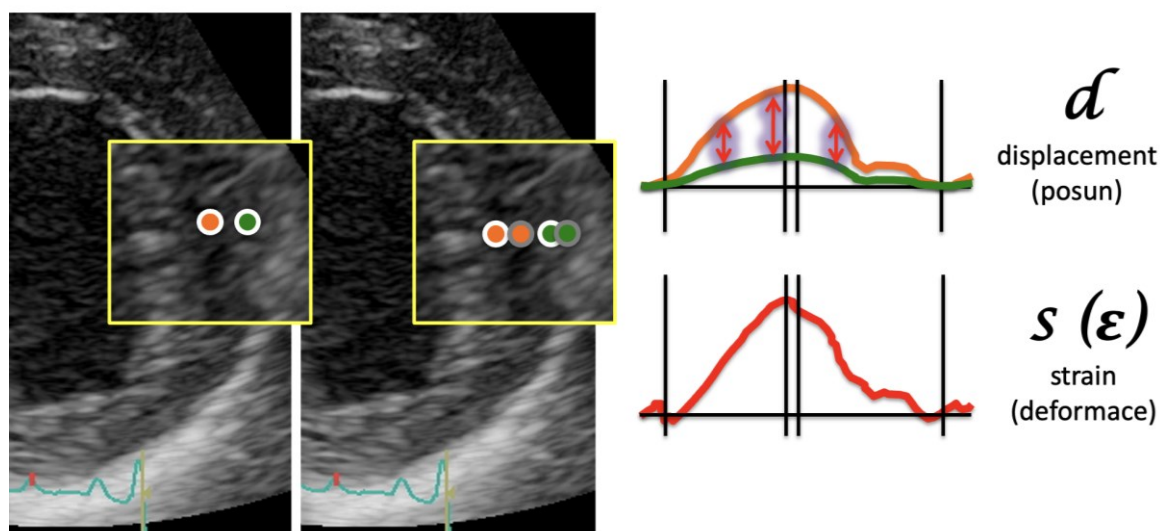 d
displacement
(posun)
s (ε)
strain
(deformace)